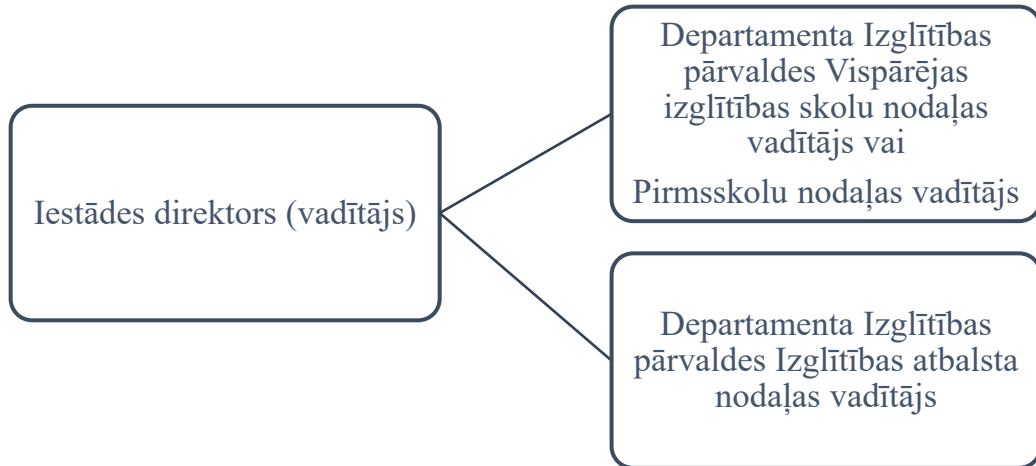 Iestādes direktors (vadītājs)
Departamenta Izglītības
pārvaldes Vispārējas
izglītības skolu nodaļas
vadītājs vai
Pirmsskolu nodaļas vadītājs
Departamenta Izglītības
pārvaldes Izglītības atbalsta
nodaļas vadītājs